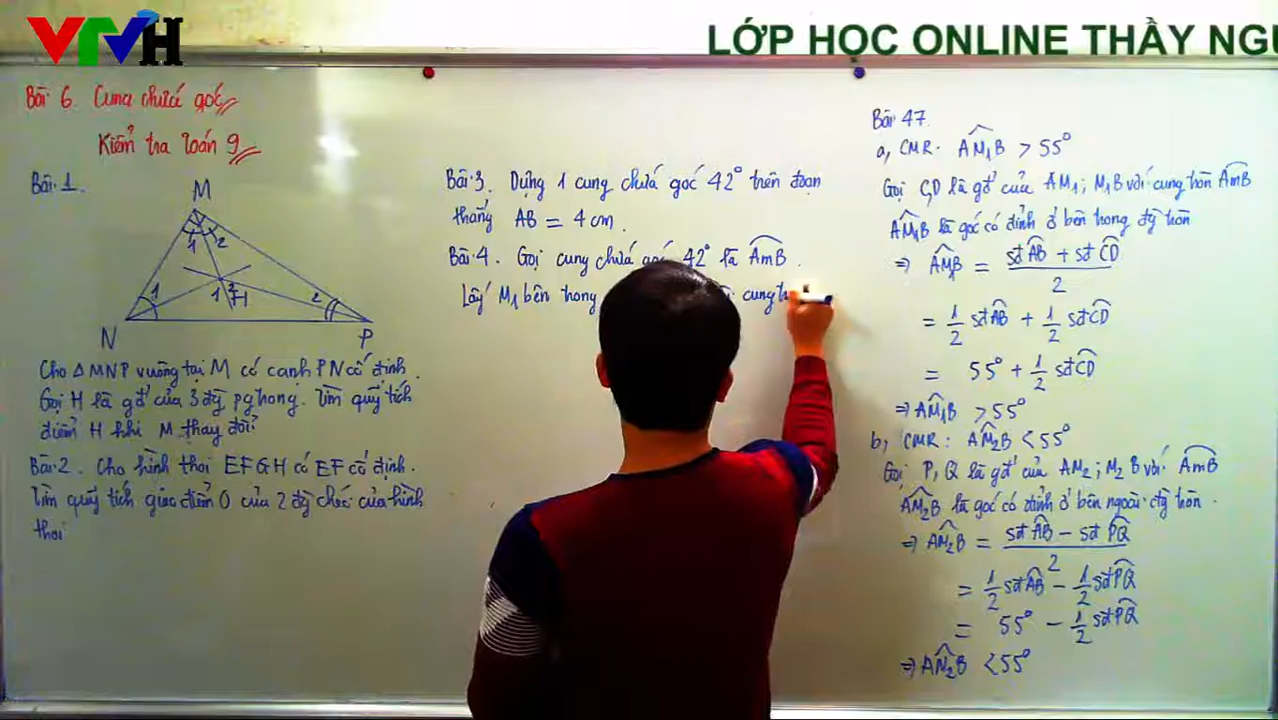 VTVH
LỚP HỌC ONLINE THẦY NG
Bài 6. Cung chứa góc
Kiểm tra Toán 9
Bài 1.
M
1 2
1 1 2 H 2
N P
Cho △MNP vuông tại M có cạnh PN cố định.
Gọi H là gđ của 3 đg pg trong. Tìm quỹ tích
điểm H khi M thay đổi?
Bài 2. Cho hình thoi EFGH có EF cố định.
Tìm quỹ tích giao điểm O của 2 đg chéo của hình
thoi
Bài 3. Dựng 1 cung chứa góc 42° trên đoạn
thẳng AB = 4 cm.
Bài 4. Gọi cung chứa góc 42° là AmB.
Lấy M₁ bên trong cung
Bài 47.
a, CMR: AM₁B > 55°
Gọi C, D là gđ của AM₁; M₁B với cung tròn AmB
AM₁B là góc có đỉnh ở bên trong đg tròn
⇒ AM₁B = (sđ AB + sđ CD) / 2
= 1/2 sđ AB + 1/2 sđ CD
= 55° + 1/2 sđ CD
⇒ AM₁B > 55°
b, CMR: AM₂B < 55°
Gọi P, Q là gđ của AM₂; M₂B với AmB
AM₂B là góc có đỉnh ở bên ngoài đg tròn.
⇒ AM₂B = (sđ AB − sđ PQ) / 2
= 1/2 sđ AB − 1/2 sđ PQ
= 55° − 1/2 sđ PQ
⇒ AM₂B < 55°